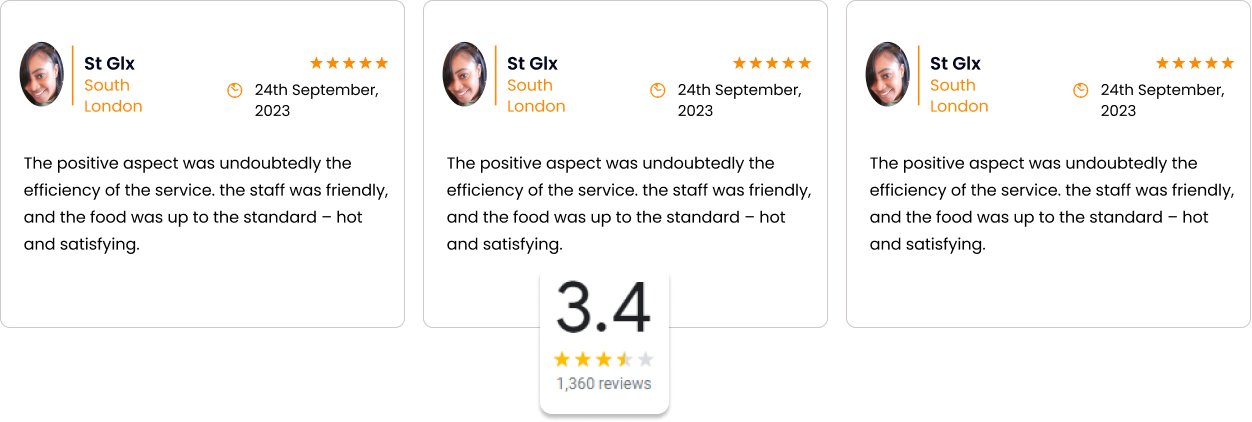 St Glx
South
London
24th September,
2023
The positive aspect was undoubtedly the
efficiency of the service. the staff was friendly,
and the food was up to the standard – hot
and satisfying.
St Glx
South
London
24th September,
2023
The positive aspect was undoubtedly the
efficiency of the service. the staff was friendly,
and the food was up to the standard – hot
and satisfying.
St Glx
South
London
24th September,
2023
The positive aspect was undoubtedly the
efficiency of the service. the staff was friendly,
and the food was up to the standard – hot
and satisfying.
3.4
1,360 reviews